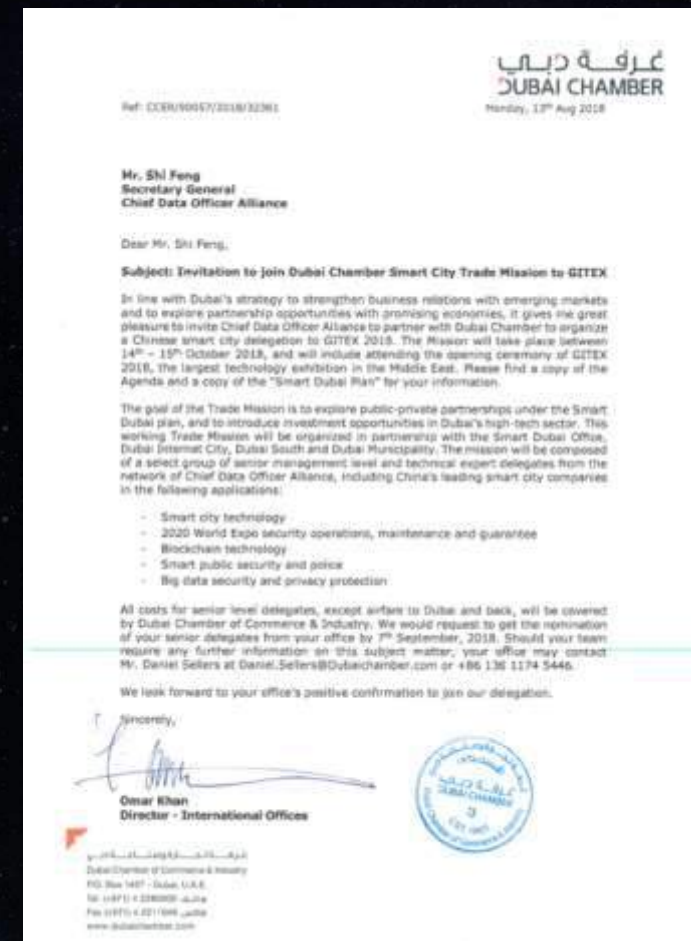 غرفة دبي
DUBAI CHAMBER
Ref: CCER/90057/2018/32361
Monday, 13th Aug 2018
Mr. Shi Feng
Secretary General
Chief Data Officer Alliance
Dear Mr. Shi Feng,
Subject: Invitation to join Dubai Chamber Smart City Trade Mission to GITEX
In line with Dubai's strategy to strengthen business relations with emerging markets
and to explore partnership opportunities with promising economies, it gives me great
pleasure to invite Chief Data Officer Alliance to partner with Dubai Chamber to organize
a Chinese smart city delegation to GITEX 2018. The Mission will take place between
14th – 15th October 2018, and will include attending the opening ceremony of GITEX
2018, the largest technology exhibition in the Middle East. Please find a copy of the
Agenda and a copy of the "Smart Dubai Plan" for your information.
The goal of the Trade Mission is to explore public-private partnerships under the Smart
Dubai plan, and to introduce investment opportunities in Dubai's high-tech sector. This
working Trade Mission will be organized in partnership with the Smart Dubai Office,
Dubai Internet City, Dubai South and Dubai Municipality. The mission will be composed
of a select group of senior management level and technical expert delegates from the
network of Chief Data Officer Alliance, including China's leading smart city companies
in the following applications:
- Smart city technology
- 2020 World Expo security operations, maintenance and guarantee
- Blockchain technology
- Smart public security and police
- Big data security and privacy protection
All costs for senior level delegates, except airfare to Dubai and back, will be covered
by Dubai Chamber of Commerce & Industry. We would request to get the nomination
of your senior delegates from your office by 7th September, 2018. Should your team
require any further information on this subject matter, your office may contact
Mr. Daniel Sellers at Daniel.Sellers@Dubaichamber.com or +86 136 1174 5446.
We look forward to your office's positive confirmation to join our delegation.
Sincerely,
Omar Khan
Director - International Offices
غرفة دبي
DUBAI CHAMBER
3
EST. 1965
Dubai Chamber of Commerce & Industry
Dubai Chamber of Commerce & Industry
P.O. Box 1457 - Dubai, U.A.E.
www.dubaichamber.com